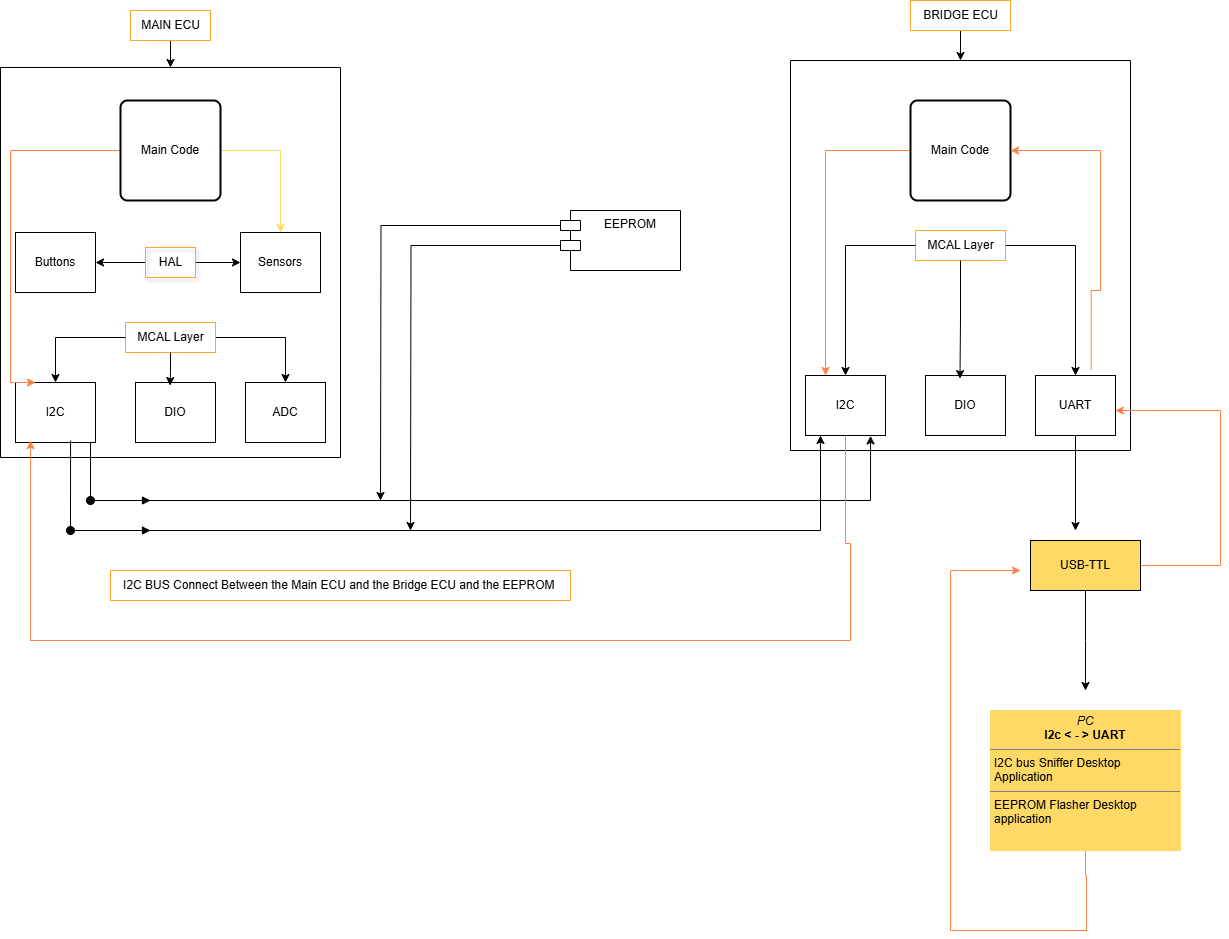 MAIN ECU
BRIDGE ECU
Main Code
Main Code
EEPROM
Buttons
HAL
Sensors
MCAL Layer
MCAL Layer
I2C
DIO
ADC
I2C
DIO
UART
I2C BUS Connect Between the Main ECU and the Bridge ECU and the EEPROM
USB-TTL
PC
I2c < - > UART
I2C bus Sniffer Desktop
Application
EEPROM Flasher Desktop
application